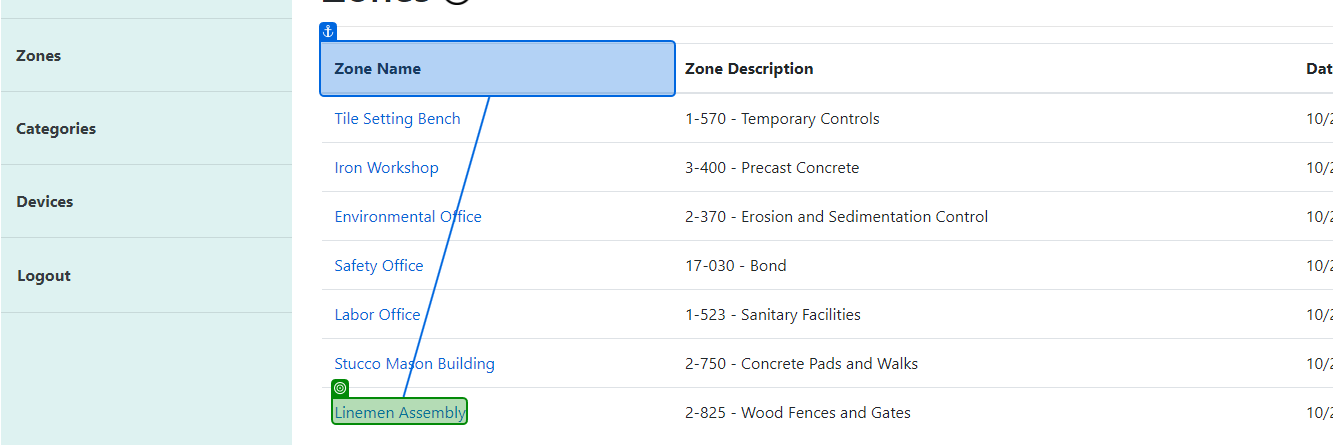 Zones
Zones
Categories
Devices
Logout
Zone Name Zone Description Dat
Tile Setting Bench 1-570 - Temporary Controls 10/2
Iron Workshop 3-400 - Precast Concrete 10/2
Environmental Office 2-370 - Erosion and Sedimentation Control 10/2
Safety Office 17-030 - Bond 10/2
Labor Office 1-523 - Sanitary Facilities 10/2
Stucco Mason Building 2-750 - Concrete Pads and Walks 10/2
Linemen Assembly 2-825 - Wood Fences and Gates 10/2